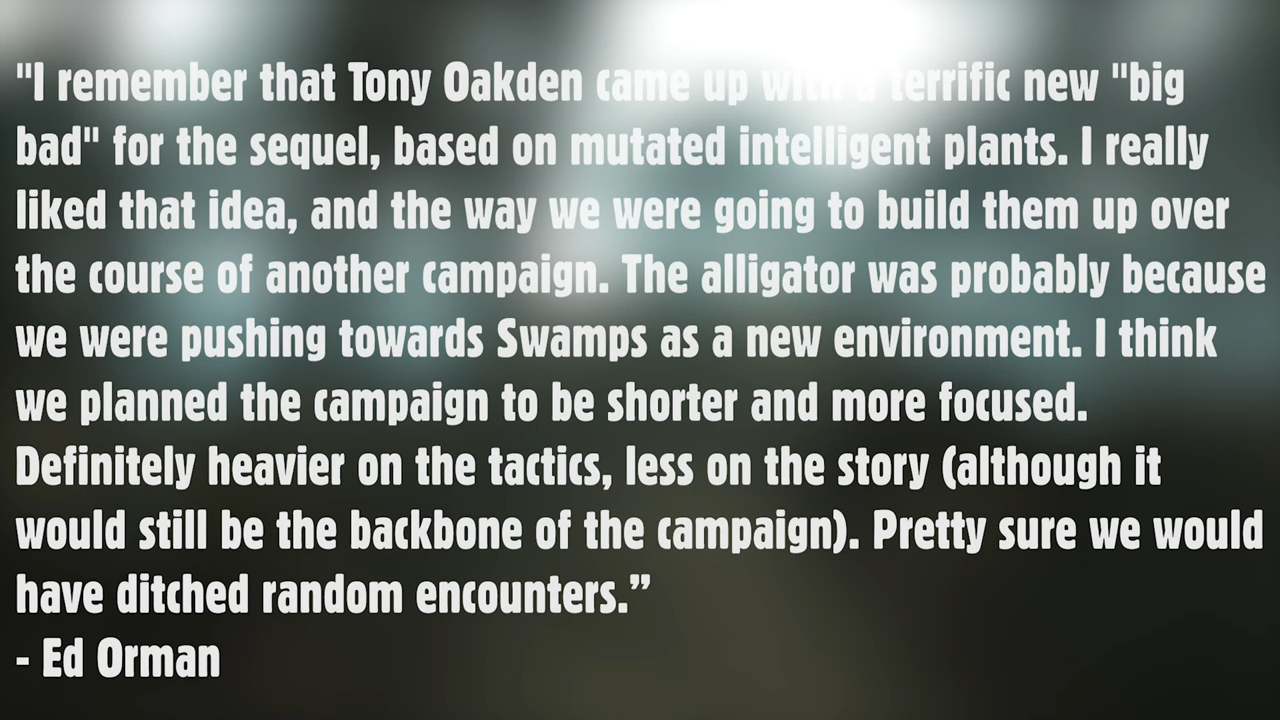 "I remember that Tony Oakden came up with a terrific new "big
bad" for the sequel, based on mutated intelligent plants. I really
liked that idea, and the way we were going to build them up over
the course of another campaign. The alligator was probably because
we were pushing towards Swamps as a new environment. I think
we planned the campaign to be shorter and more focused.
Definitely heavier on the tactics, less on the story (although it
would still be the backbone of the campaign). Pretty sure we would
have ditched random encounters.”
- Ed Orman